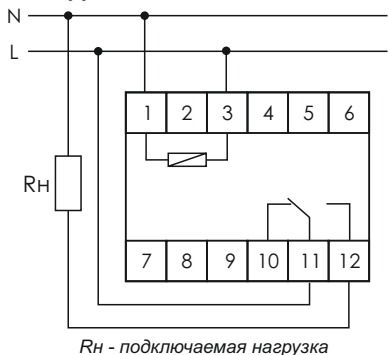 N
L
1 2 3 4 5 6
Rн
7 8 9 10 11 12
Rн - подключаемая нагрузка